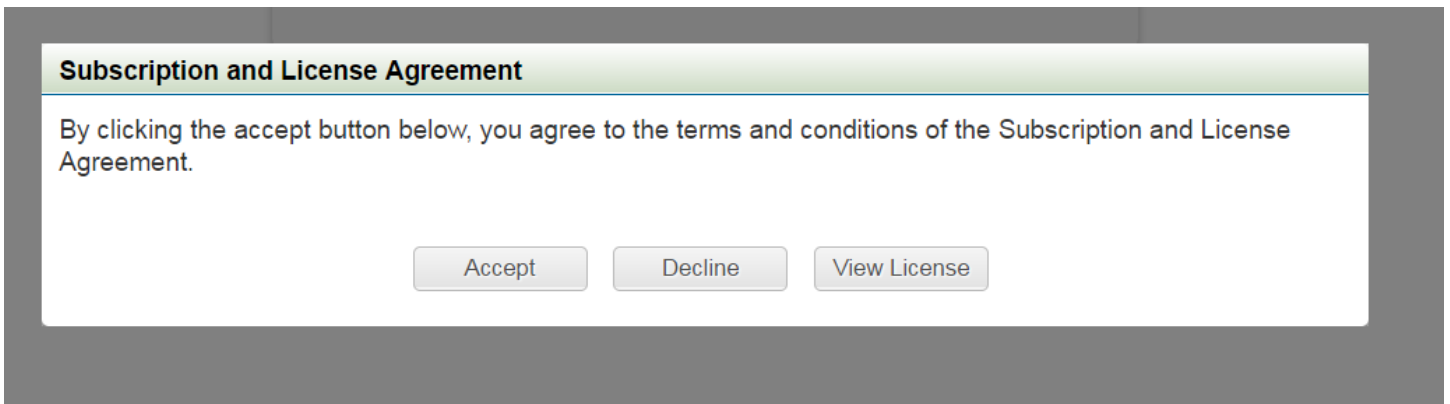 Subscription and License Agreement
By clicking the accept button below, you agree to the terms and conditions of the Subscription and License
Agreement.
Accept Decline View License